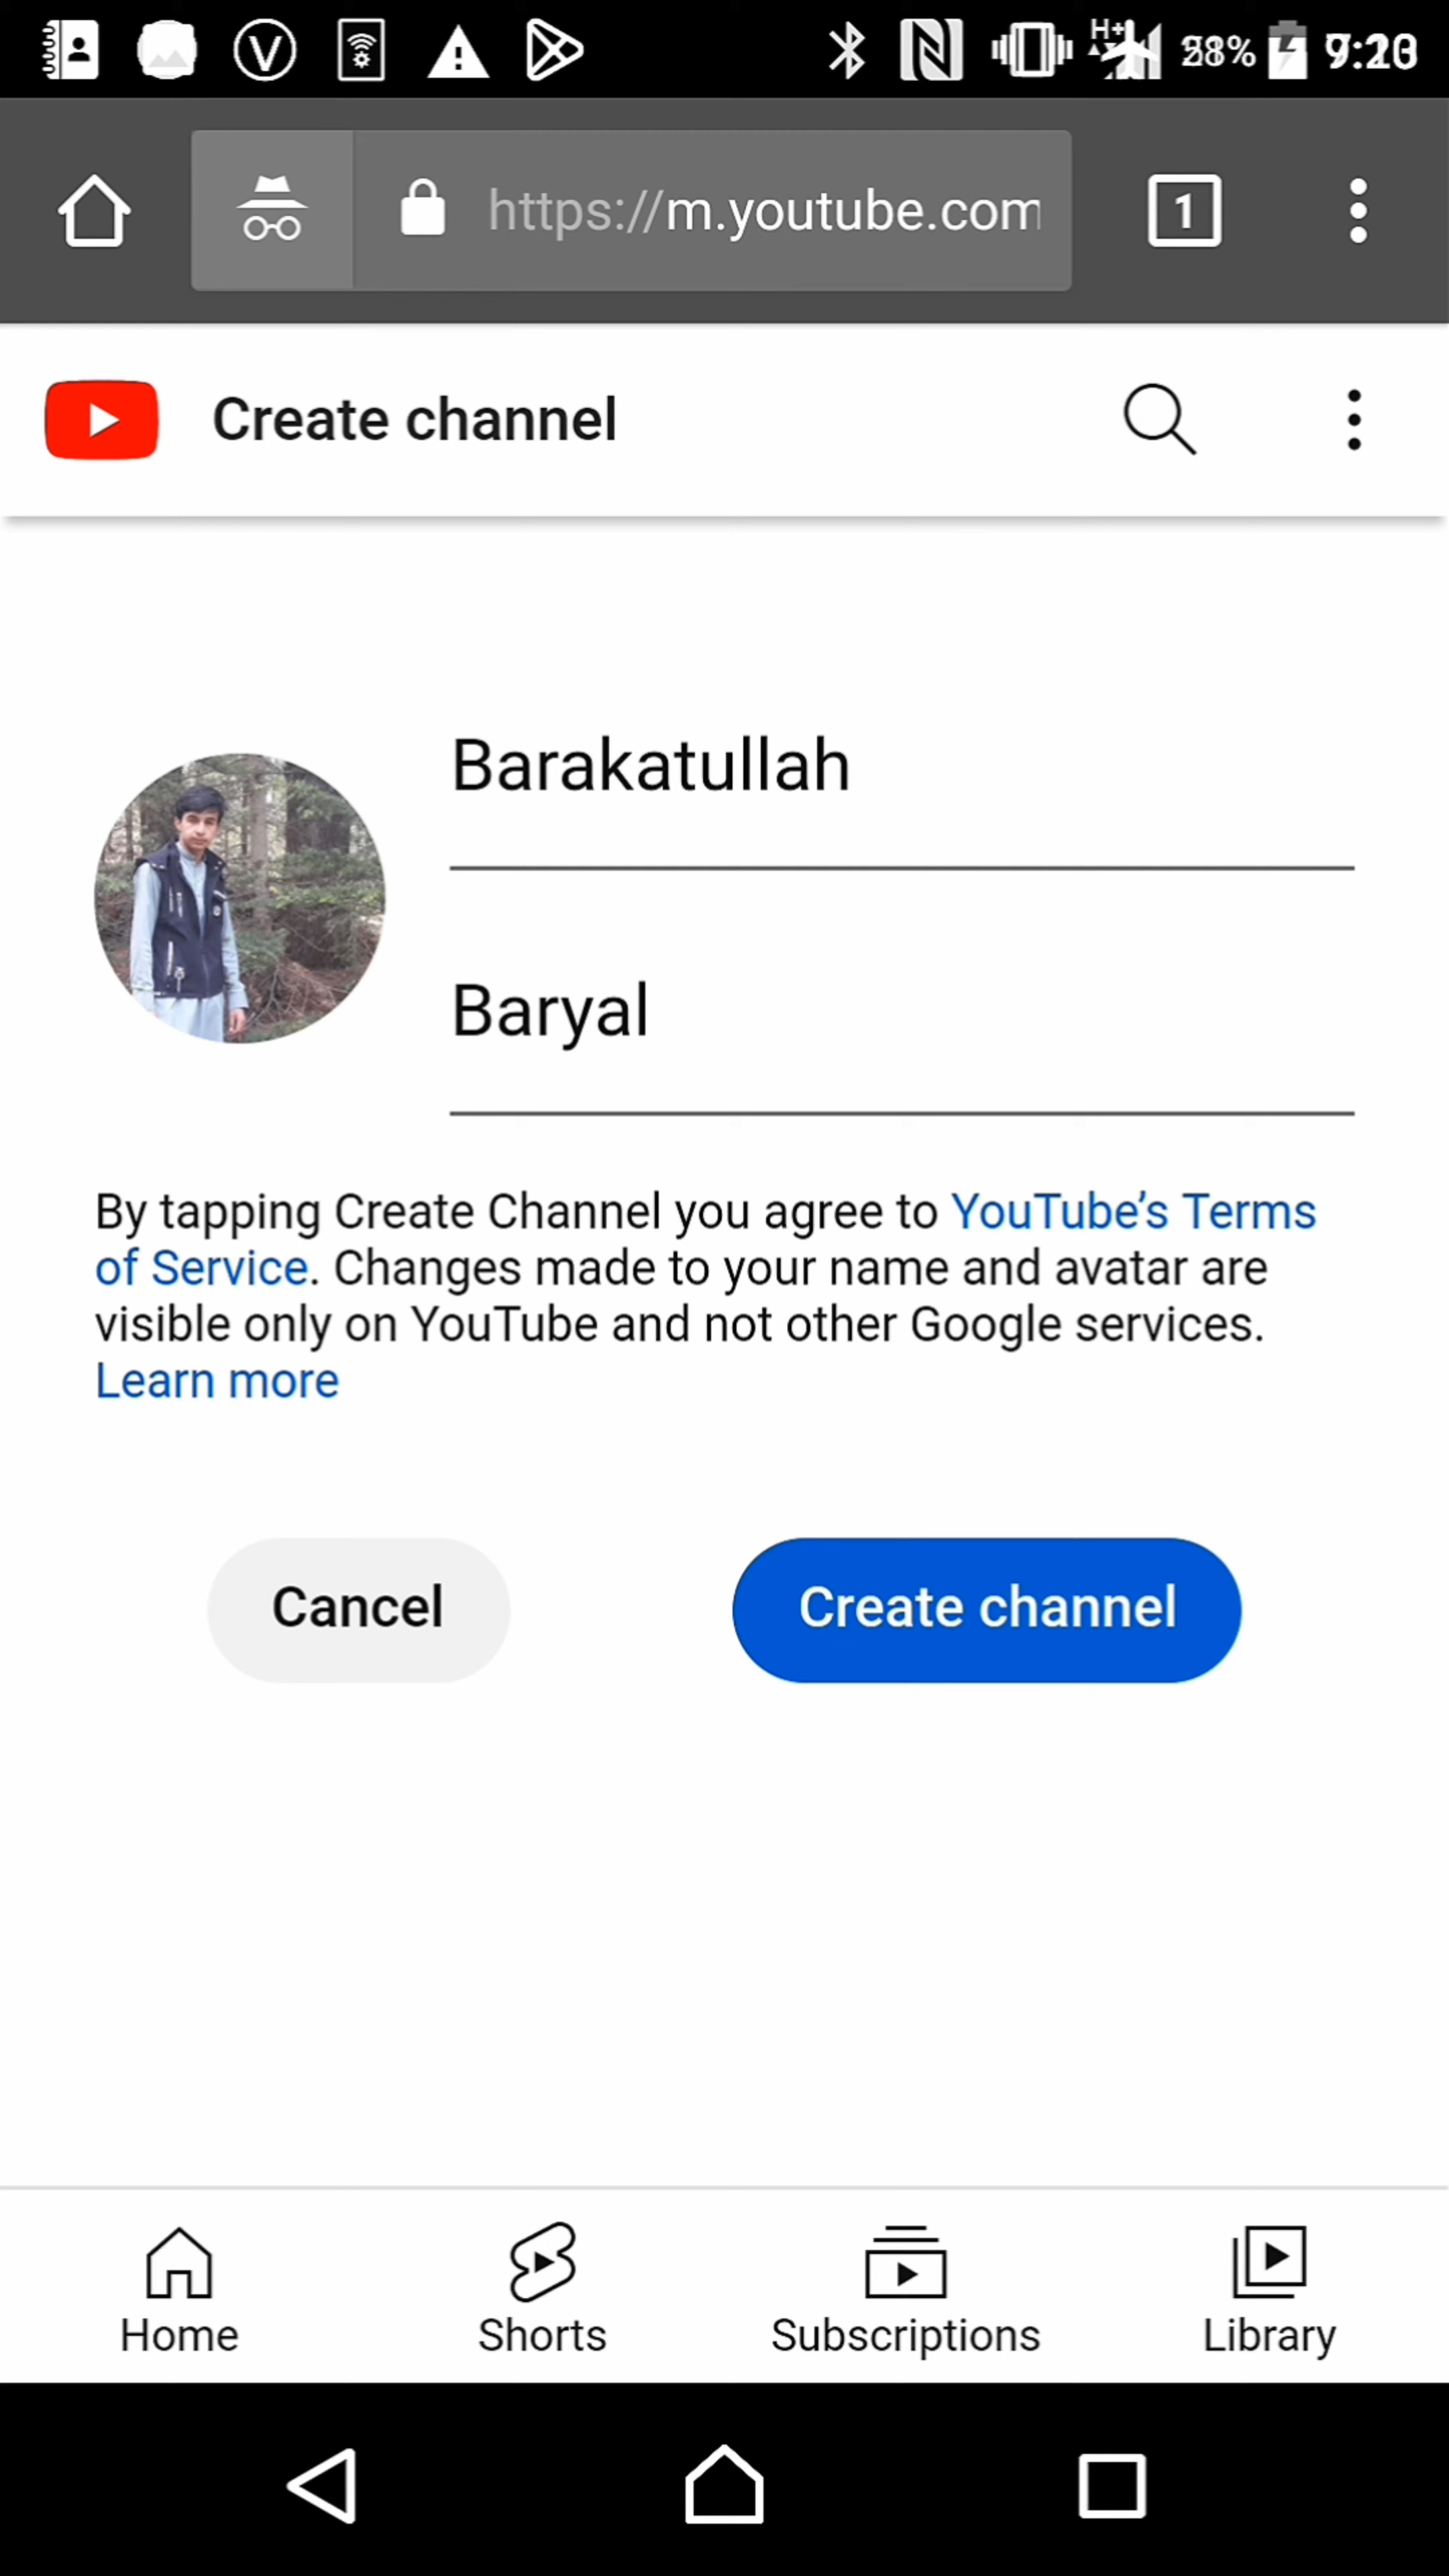 https://m.youtube.com
1
Create channel
Barakatullah
Baryal
By tapping Create Channel you agree to YouTube’s Terms
of Service. Changes made to your name and avatar are
visible only on YouTube and not other Google services.
Learn more
Cancel
Create channel
Home
Shorts
Subscriptions
Library